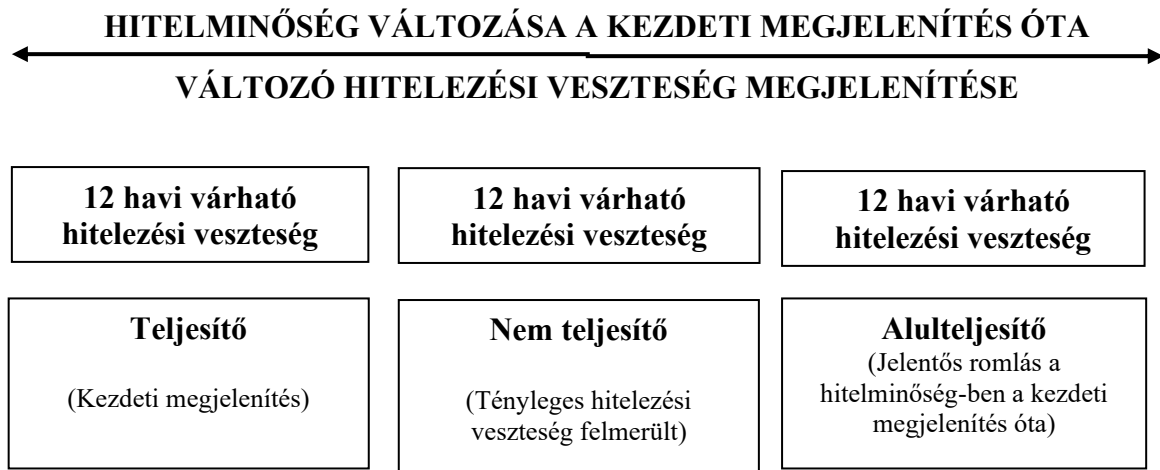 HITELMINŐSÉG VÁLTOZÁSA A KEZDETI MEGJELENÍTÉS ÓTA
VÁLTOZÓ HITELEZÉSI VESZTESÉG MEGJELENÍTÉSE
12 havi várható
hitelezési veszteség
12 havi várható
hitelezési veszteség
12 havi várható
hitelezési veszteség
Teljesítő
(Kezdeti megjelenítés)
Nem teljesítő
(Tényleges hitelezési
veszteség felmerült)
Alulteljesítő
(Jelentős romlás a
hitelminőség-ben a kezdeti
megjelenítés óta)